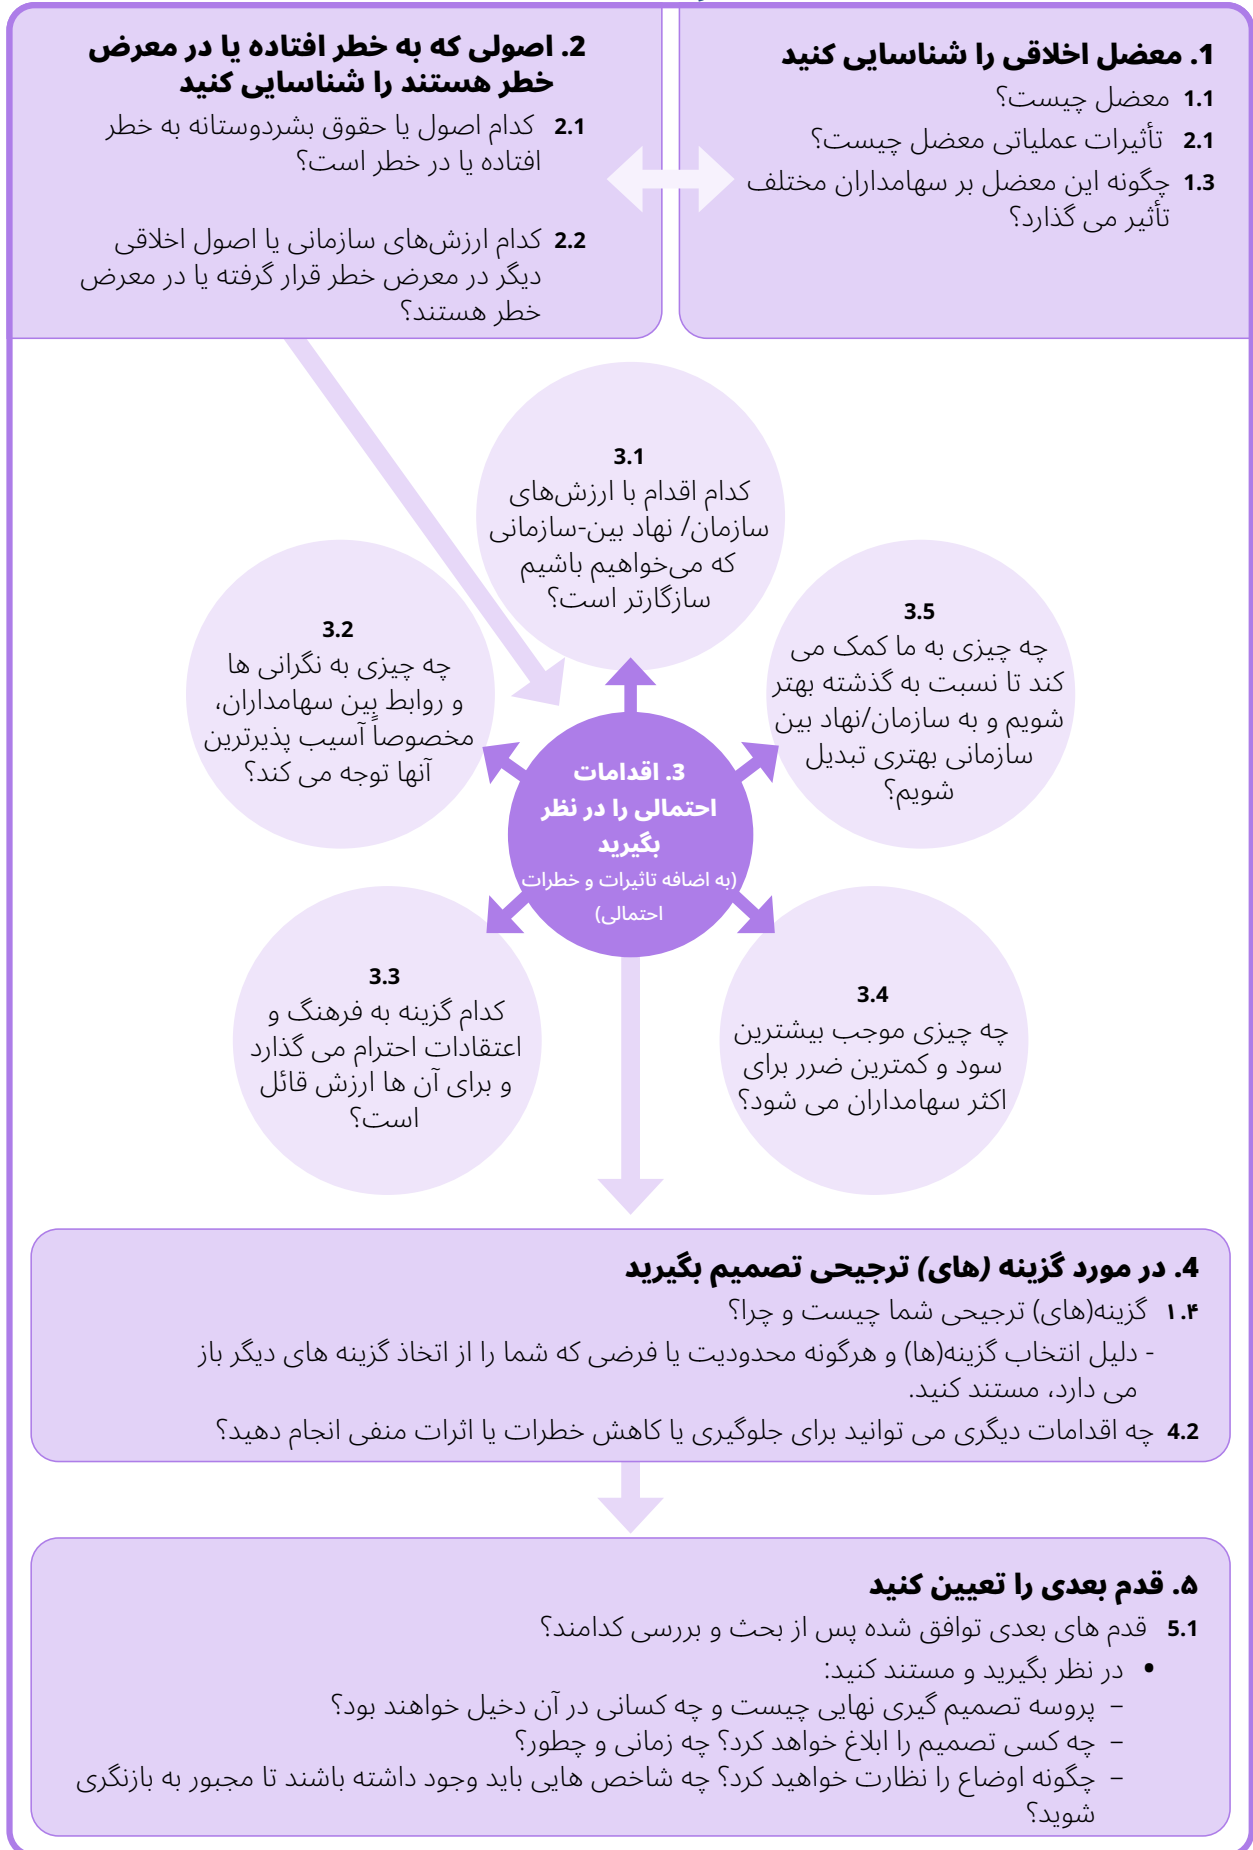 1. معضل اخلاقی را شناسایی کنید
1.1 معضل چیست؟
2.1 تأثیرات عملیاتی معضل چیست؟
1.3 چگونه این معضل بر سهامداران مختلف
تأثیر می گذارد؟
2. اصولی که به خطر افتاده یا در معرض
خطر هستند را شناسایی کنید
2.1 کدام اصول یا حقوق بشردوستانه به خطر
افتاده یا در خطر است؟
2.2 کدام ارزش‌های سازمانی یا اصول اخلاقی
دیگر در معرض خطر قرار گرفته یا در معرض
خطر هستند؟
3. اقدامات
احتمالی را در نظر
بگیرید
(به اضافه تاثیرات و خطرات
احتمالی)
3.1
کدام اقدام با ارزش‌های
سازمان/ نهاد بین-سازمانی
که می‌خواهیم باشیم
سازگارتر است؟
3.2
چه چیزی به نگرانی ها
و روابط بین سهامداران،
مخصوصاً آسیب پذیرترین
آنها توجه می کند؟
3.3
کدام گزینه به فرهنگ و
اعتقادات احترام می گذارد
و برای آن ها ارزش قائل
است؟
3.4
چه چیزی موجب بیشترین
سود و کمترین ضرر برای
اکثر سهامداران می شود؟
3.5
چه چیزی به ما کمک می
کند تا نسبت به گذشته بهتر
شویم و به سازمان/نهاد بین
سازمانی بهتری تبدیل
شویم؟
4. در مورد گزینه (های) ترجیحی تصمیم بگیرید
۱.۴ گزینه(های) ترجیحی شما چیست و چرا؟
- دلیل انتخاب گزینه(ها) و هرگونه محدودیت یا فرضی که شما را از اتخاذ گزینه های دیگر باز
می دارد، مستند کنید.
4.2 چه اقدامات دیگری می توانید برای جلوگیری یا کاهش خطرات یا اثرات منفی انجام دهید؟
۵. قدم بعدی را تعیین کنید
5.1 قدم های بعدی توافق شده پس از بحث و بررسی کدامند؟
• در نظر بگیرید و مستند کنید:
– پروسه تصمیم گیری نهایی چیست و چه کسانی در آن دخیل خواهند بود؟
– چه کسی تصمیم را ابلاغ خواهد کرد؟ چه زمانی و چطور؟
– چگونه اوضاع را نظارت خواهید کرد؟ چه شاخص هایی باید وجود داشته باشند تا مجبور به بازنگری
شوید؟